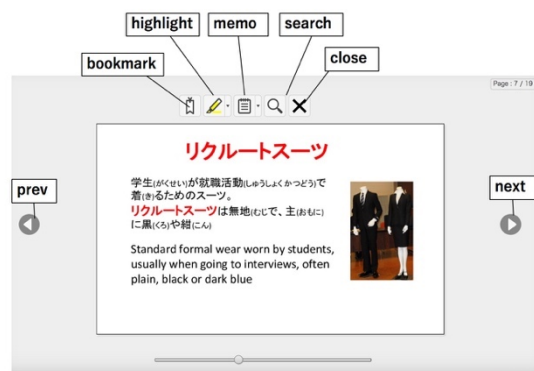 highlight
memo
search
bookmark
close
Page : 7 / 19
リクルートスーツ
prev
next
学生(がくせい)が就職活動(しゅうしょくかつどう)で
着(き)るためのスーツ。
リクルートスーツは無地(むじで、主(おもに)
に黒(くろ)や紺(こん)
Standard formal wear worn by students,
usually when going to interviews, often
plain, black or dark blue